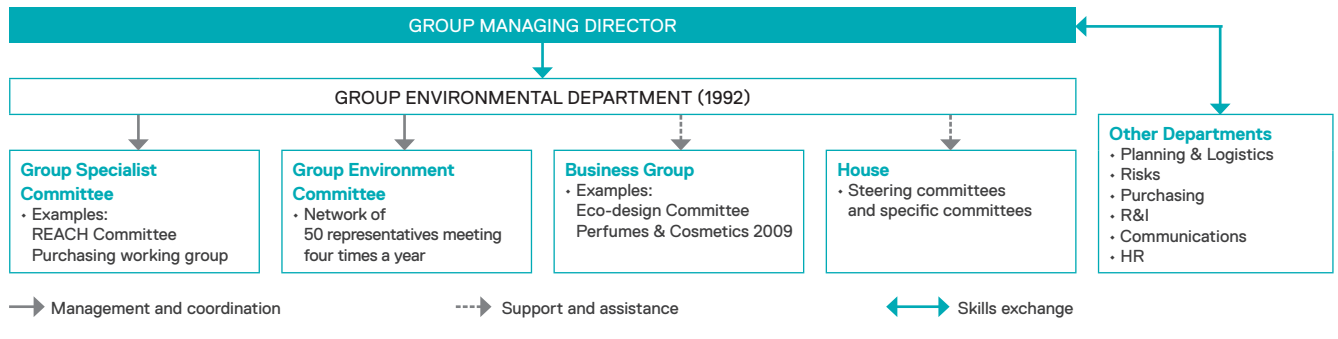 GROUP MANAGING DIRECTOR
GROUP ENVIRONMENTAL DEPARTMENT (1992)
Group Specialist
Committee
• Examples:
REACH Committee
Purchasing working group
Group Environment
Committee
• Network of
50 representatives meeting
four times a year
Business Group
• Examples:
Eco-design Committee
Perfumes & Cosmetics 2009
House
• Steering committees
and specific committees
Other Departments
• Planning & Logistics
• Risks
• Purchasing
• R&I
• Communications
• HR
Management and coordination
Support and assistance
Skills exchange